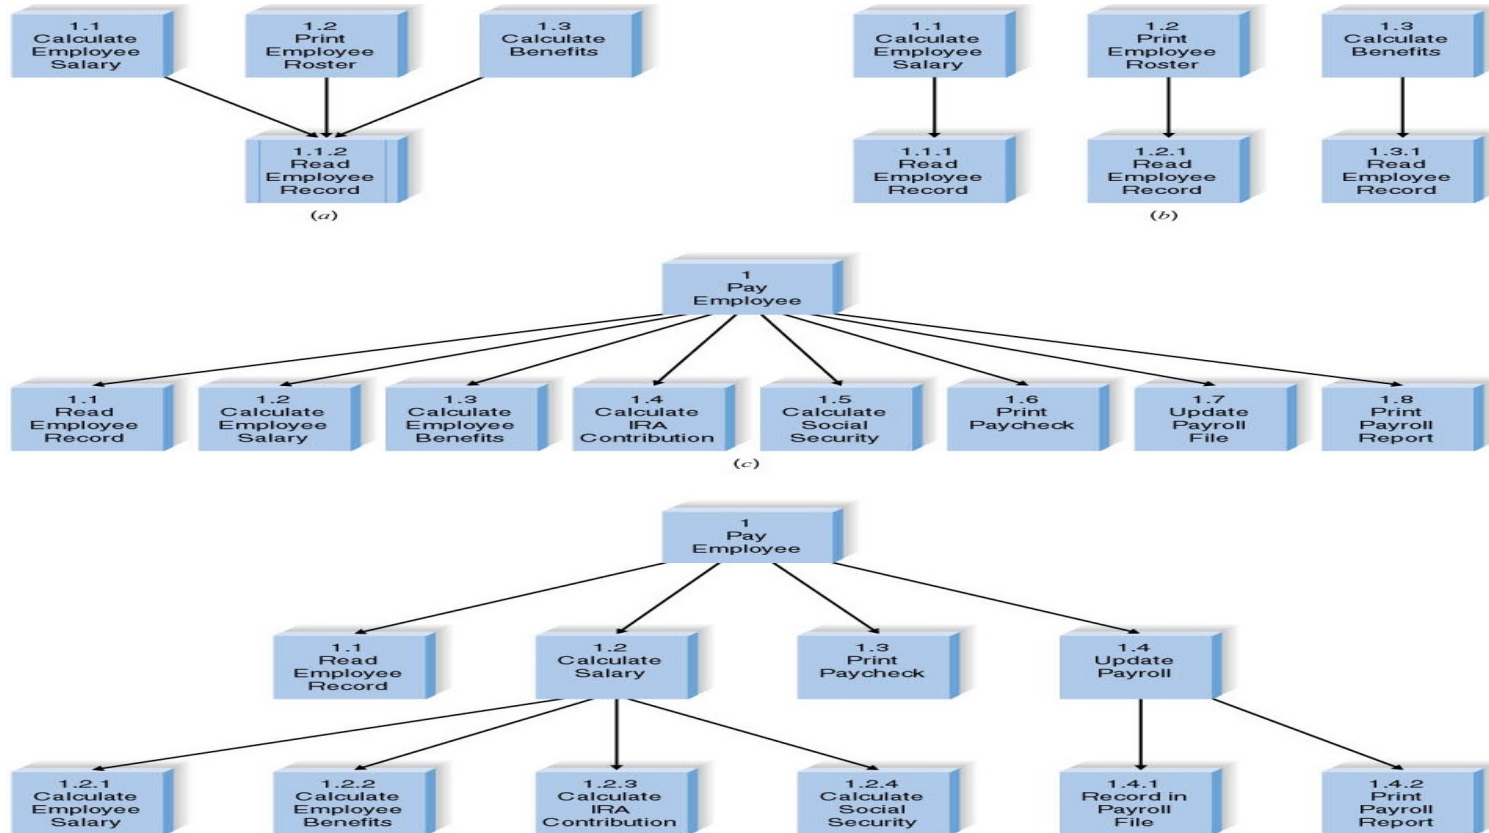 1.1
Calculate
Employee
Salary
1.2
Print
Employee
Roster
1.3
Calculate
Benefits
1.1.2
Read
Employee
Record
(a)
1.1
Calculate
Employee
Salary
1.2
Print
Employee
Roster
1.3
Calculate
Benefits
1.1.1
Read
Employee
Record
1.2.1
Read
Employee
Record
1.3.1
Read
Employee
Record
(b)
1
Pay
Employee
1.1
Read
Employee
Record
1.2
Calculate
Employee
Salary
1.3
Calculate
Employee
Benefits
1.4
Calculate
IRA
Contribution
1.5
Calculate
Social
Security
1.6
Print
Paycheck
1.7
Update
Payroll
File
1.8
Print
Payroll
Report
(c)
1
Pay
Employee
1.1
Read
Employee
Record
1.2
Calculate
Salary
1.3
Print
Paycheck
1.4
Update
Payroll
1.2.1
Calculate
Employee
Salary
1.2.2
Calculate
Employee
Benefits
1.2.3
Calculate
IRA
Contribution
1.2.4
Calculate
Social
Security
1.4.1
Record in
Payroll
File
1.4.2
Print
Payroll
Report